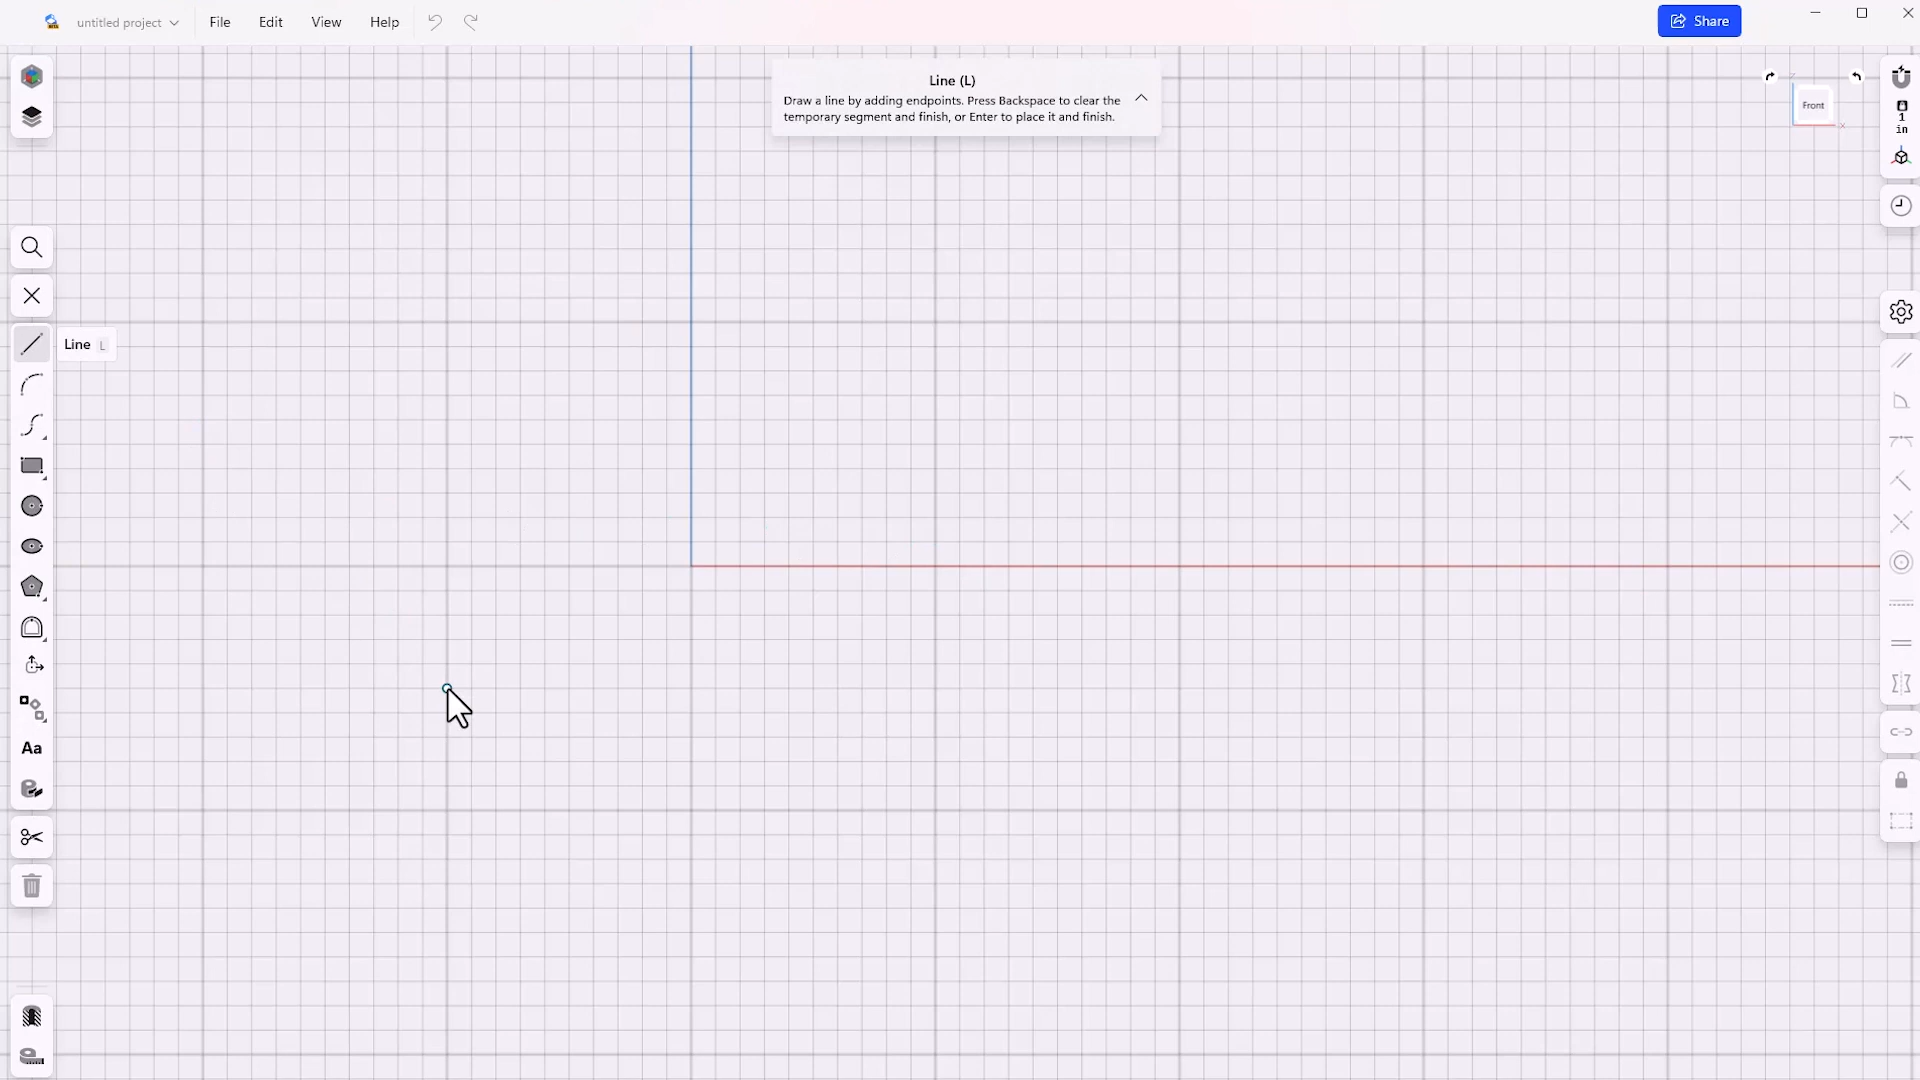 untitled project
File
Edit
View
Help
Share
Line (L)
Draw a line by adding endpoints. Press Backspace to clear the
temporary segment and finish, or Enter to place it and finish.
Front
X
1
in
Line L
Aa